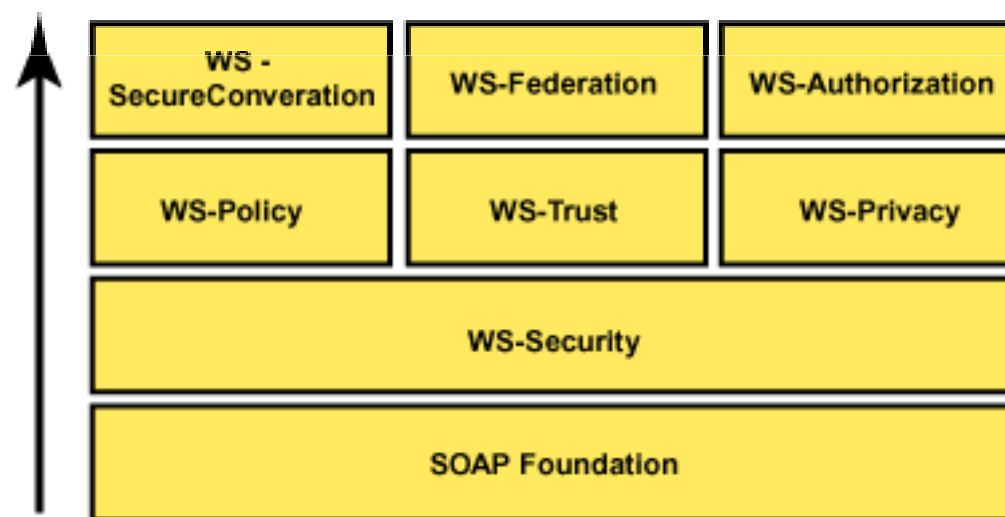 WS -
SecureConveration
WS-Federation
WS-Authorization
WS-Policy
WS-Trust
WS-Privacy
WS-Security
SOAP Foundation